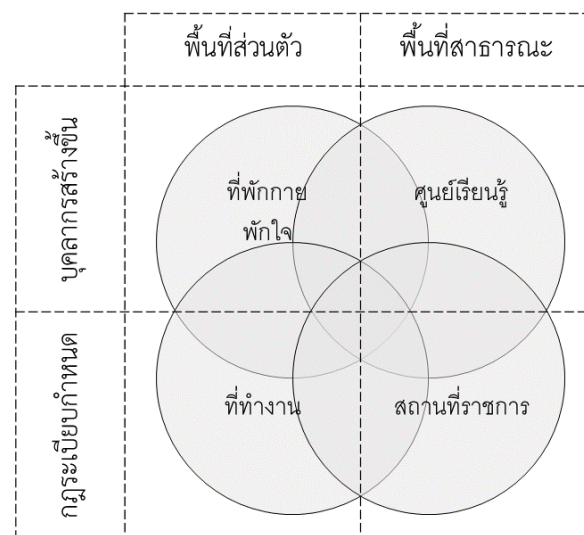 พื้นที่ส่วนตัว
พื้นที่สาธารณะ
บุคลากรสร้างขึ้น
ที่พักกาย
พักใจ
ศูนย์เรียนรู้
กฎระเบียบกำหนด
ที่ทำงาน
สถานที่ราชการ